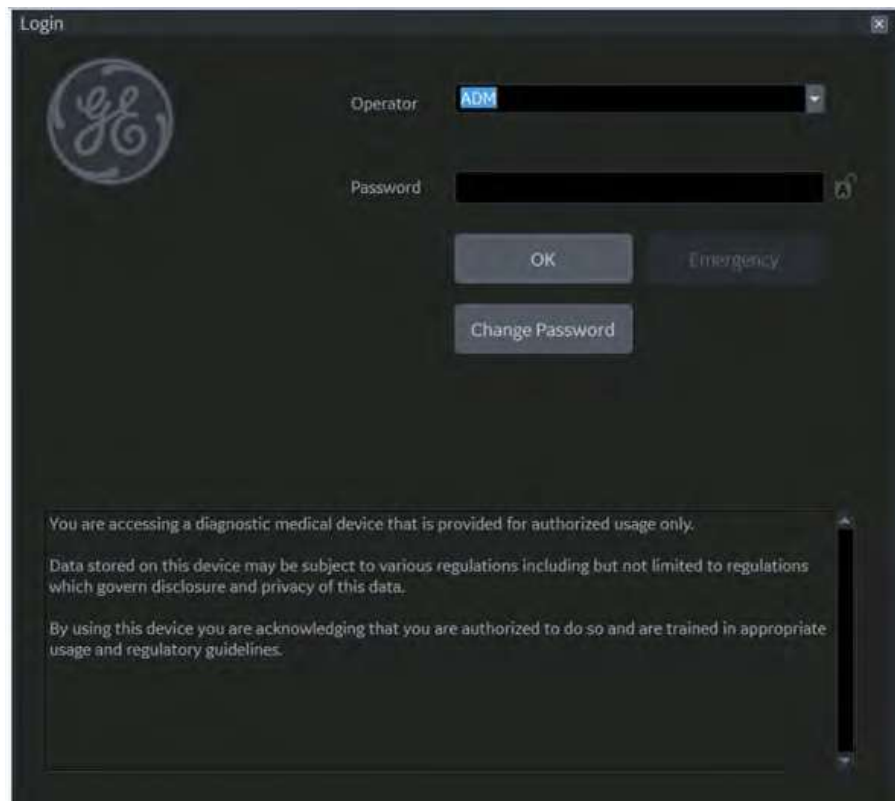 Login
GE
Operator
ADM
Password
A
OK
Emergency
Change Password
You are accessing a diagnostic medical device that is provided for authorized usage only.
Data stored on this device may be subject to various regulations including but not limited to regulations
which govern disclosure and privacy of this data.
By using this device you are acknowledging that you are authorized to do so and are trained in appropriate
usage and regulatory guidelines.